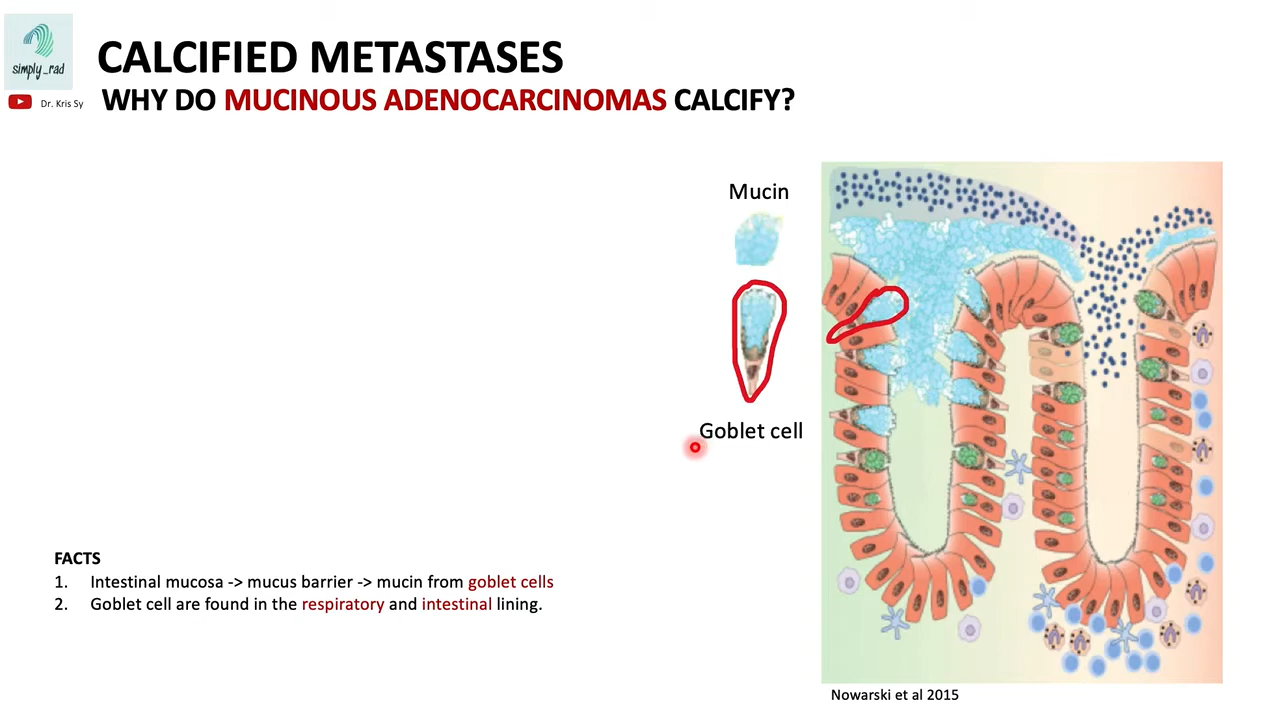 simply_rad
Dr. Kris Sy
CALCIFIED METASTASES
WHY DO MUCINOUS ADENOCARCINOMAS CALCIFY?
Mucin
Goblet cell
FACTS
1. Intestinal mucosa -> mucus barrier -> mucin from goblet cells
2. Goblet cell are found in the respiratory and intestinal lining.
Nowarski et al 2015